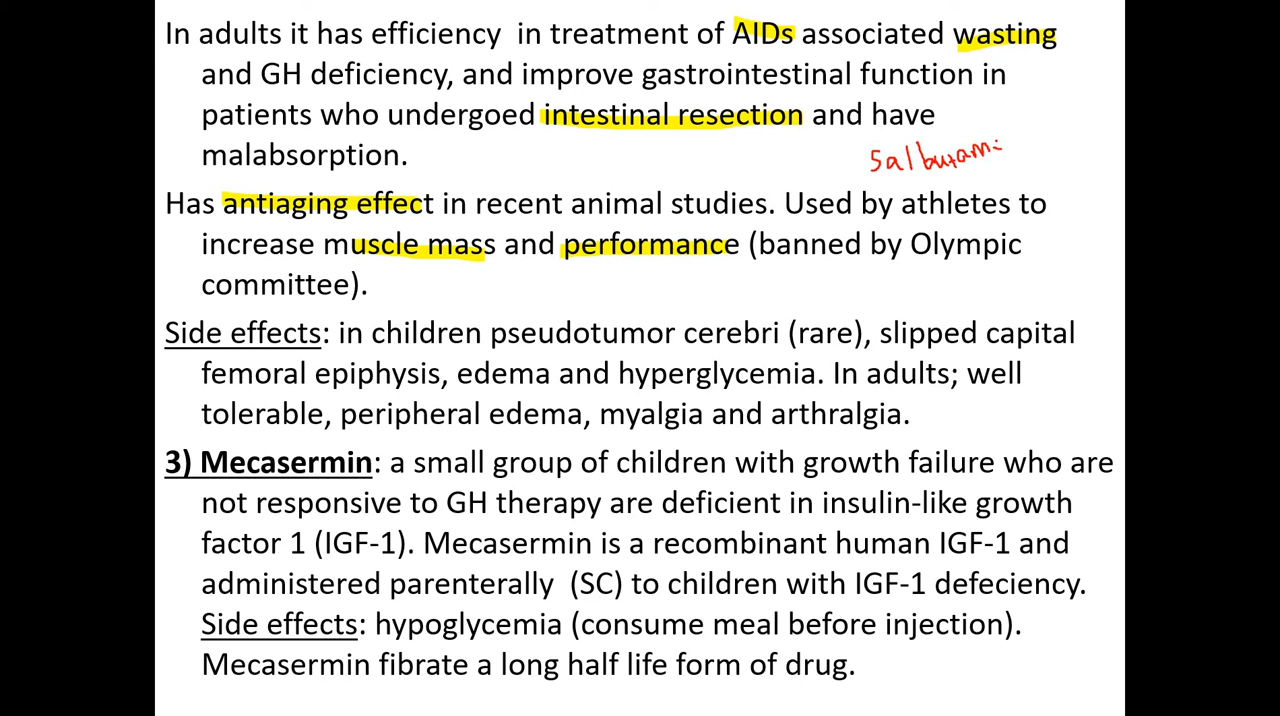 In adults it has efficiency in treatment of AIDs associated wasting
and GH deficiency, and improve gastrointestinal function in
patients who undergoed intestinal resection and have
malabsorption.
Salbutam
Has antiaging effect in recent animal studies. Used by athletes to
increase muscle mass and performance (banned by Olympic
committee).
Side effects: in children pseudotumor cerebri (rare), slipped capital
femoral epiphysis, edema and hyperglycemia. In adults; well
tolerable, peripheral edema, myalgia and arthralgia.
3) Mecasermin: a small group of children with growth failure who are
not responsive to GH therapy are deficient in insulin-like growth
factor 1 (IGF-1). Mecasermin is a recombinant human IGF-1 and
administered parenterally (SC) to children with IGF-1 defeciency.
Side effects: hypoglycemia (consume meal before injection).
Mecasermin fibrate a long half life form of drug.